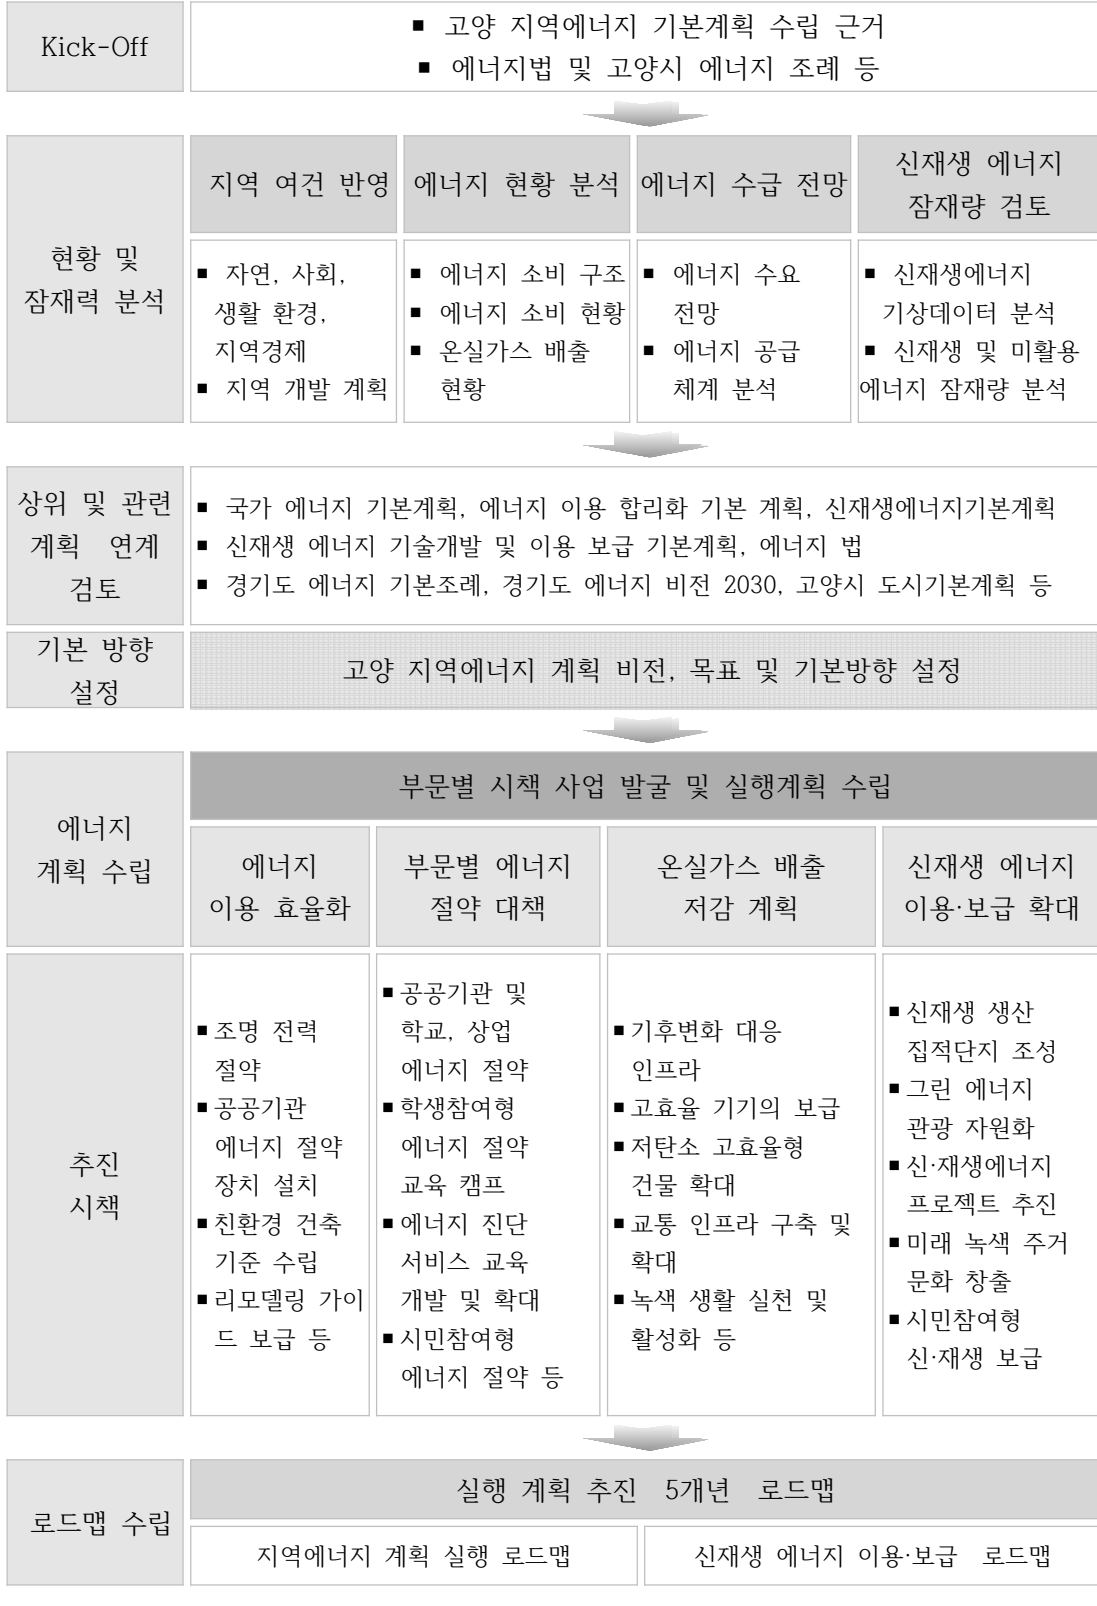 Kick-Off
■ 고양 지역에너지 기본계획 수립 근거
■ 에너지법 및 고양시 에너지 조례 등
현황 및
잠재력 분석
지역 여건 반영
에너지 현황 분석
에너지 수급 전망
신재생 에너지
잠재량 검토
■ 자연, 사회,
생활 환경,
지역경제
■ 지역 개발 계획
■ 에너지 소비 구조
■ 에너지 소비 현황
■ 온실가스 배출
현황
■ 에너지 수요
전망
■ 에너지 공급
체계 분석
■ 신재생에너지
기상데이터 분석
■ 신재생 및 미활용
에너지 잠재량 분석
상위 및 관련
계획 연계
검토
■ 국가 에너지 기본계획, 에너지 이용 합리화 기본 계획, 신재생에너지기본계획
■ 신재생 에너지 기술개발 및 이용 보급 기본계획, 에너지 법
■ 경기도 에너지 기본조례, 경기도 에너지 비전 2030, 고양시 도시기본계획 등
기본 방향
설정
고양 지역에너지 계획 비전, 목표 및 기본방향 설정
에너지
계획 수립
부문별 시책 사업 발굴 및 실행계획 수립
에너지
이용 효율화
부문별 에너지
절약 대책
온실가스 배출
저감 계획
신재생 에너지
이용·보급 확대
추진
시책
■조명 전력
절약
■공공기관
에너지 절약
장치 설치
■친환경 건축
기준 수립
■리모델링 가이
드 보급 등
■공공기관 및
학교, 상업
에너지 절약
■학생참여형
에너지 절약
교육 캠프
■에너지 진단
서비스 교육
개발 및 확대
■시민참여형
에너지 절약 등
■기후변화 대응
인프라
■고효율 기기의 보급
■저탄소 고효율형
건물 확대
■교통 인프라 구축 및
확대
■녹색 생활 실천 및
활성화 등
■신재생 생산
집적단지 조성
■그린 에너지
관광 자원화
■신·재생에너지
프로젝트 추진
■미래 녹색 주거
문화 창출
■시민참여형
신·재생 보급
로드맵 수립
실행 계획 추진 5개년 로드맵
지역에너지 계획 실행 로드맵
신재생 에너지 이용·보급 로드맵